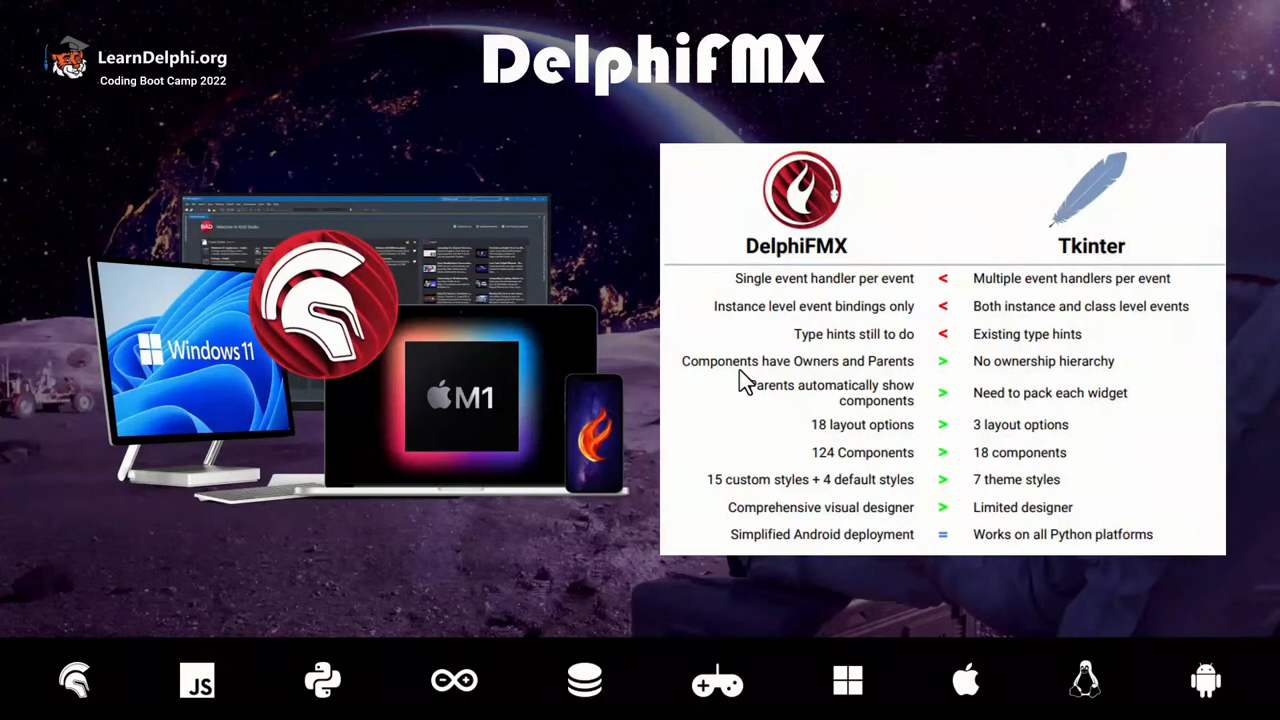 LearnDelphi.org
Coding Boot Camp 2022
DelphiFMX
Windows 11
M1
DelphiFMX
Tkinter
Single event handler per event < Multiple event handlers per event
Instance level event bindings only < Both instance and class level events
Type hints still to do < Existing type hints
Components have Owners and Parents > No ownership hierarchy
Parents automatically show
components > Need to pack each widget
18 layout options > 3 layout options
124 Components > 18 components
15 custom styles + 4 default styles > 7 theme styles
Comprehensive visual designer > Limited designer
Simplified Android deployment = Works on all Python platforms
JS